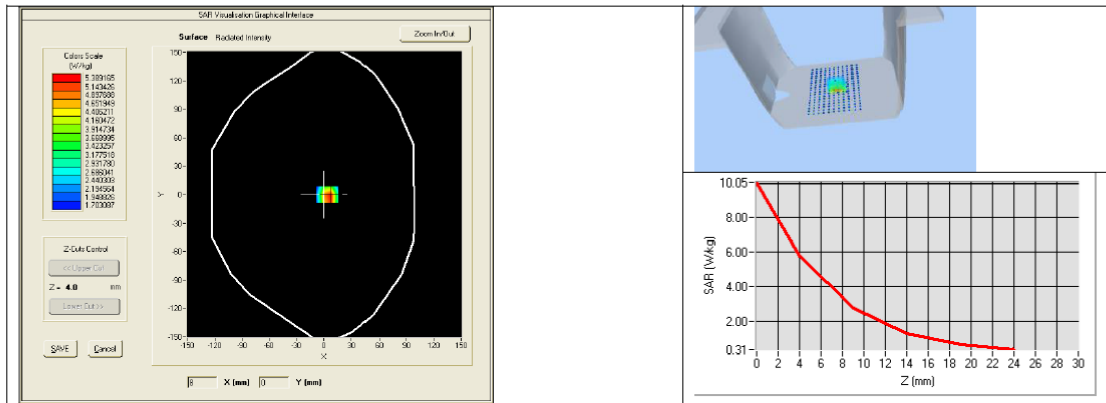 SAR Visualisation Graphical Interface
Surface Radiated Intensity
Zoom In/Out
Colors Scale
(W/kg)
5.389165
5.143426
4.897688
4.651949
4.406211
4.160472
3.914734
3.668995
3.423257
3.177518
2.931780
2.686041
2.440303
2.194564
1.948826
1.703087
Z-Cuts Control
<< Upper Cut
Z = 4.0 mm
Lower Cut >>
SAVE Cancel
150
120
90
60
30
Y 0
-30
-60
-90
-120
-150
-150 -120 -90 -60 -30 0 30 60 90 120 150
X
8 X (mm) 0 Y (mm)
SAR (W/kg)
10.05
8.00
6.00
4.00
2.00
0.31
0 2 4 6 8 10 12 14 16 18 20 22 24 26 28 30
Z (mm)